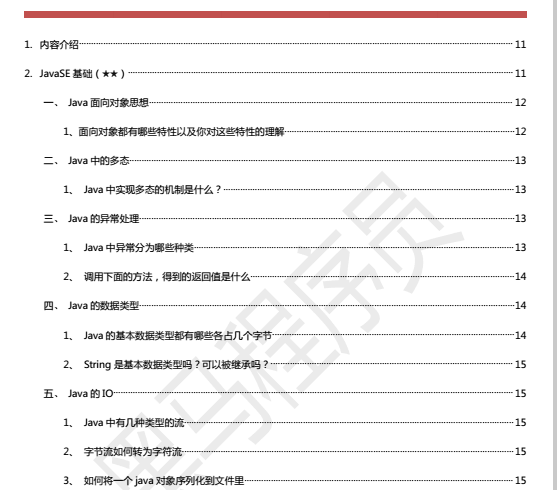 1. 内容介绍 11
2. JavaSE 基础（★★） 11
一、 Java 面向对象思想 12
1、面向对象都有哪些特性以及你对这些特性的理解 12
二、 Java 中的多态 13
1、 Java 中实现多态的机制是什么？ 13
三、 Java 的异常处理 13
1、 Java 中异常分为哪些种类 13
2、 调用下面的方法，得到的返回值是什么 14
四、 Java 的数据类型 14
1、 Java 的基本数据类型都有哪些各占几个字节 14
2、 String 是基本数据类型吗？可以被继承吗？ 15
五、 Java 的 IO 15
1、 Java 中有几种类型的流 15
2、 字节流如何转为字符流 15
3、 如何将一个 java 对象序列化到文件里 15
黑马程序员